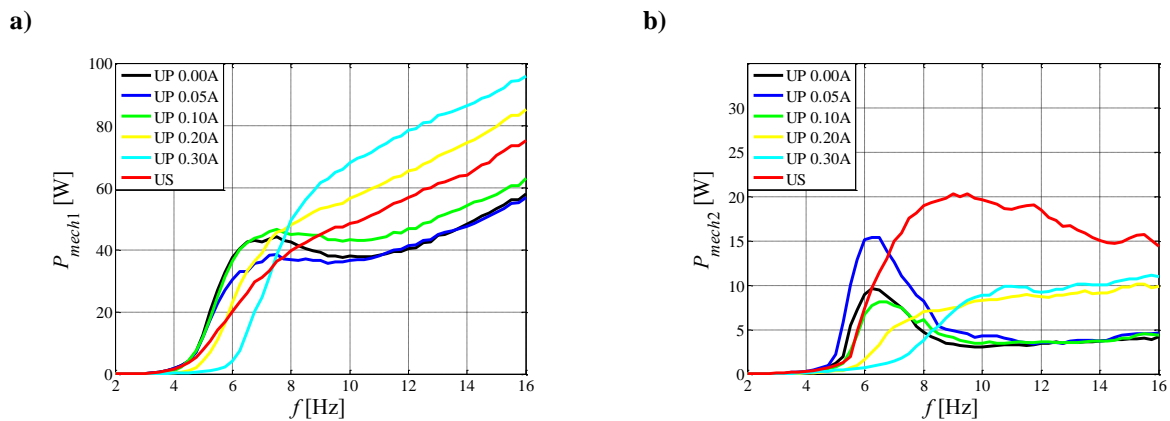 a)
b)
100
80
60
40
20
0
2 4 6 8 10 12 14 16
P_mech1 [W]
f [Hz]
UP 0.00A
UP 0.05A
UP 0.10A
UP 0.20A
UP 0.30A
US
30
25
20
15
10
5
0
2 4 6 8 10 12 14 16
P_mech2 [W]
f [Hz]
UP 0.00A
UP 0.05A
UP 0.10A
UP 0.20A
UP 0.30A
US